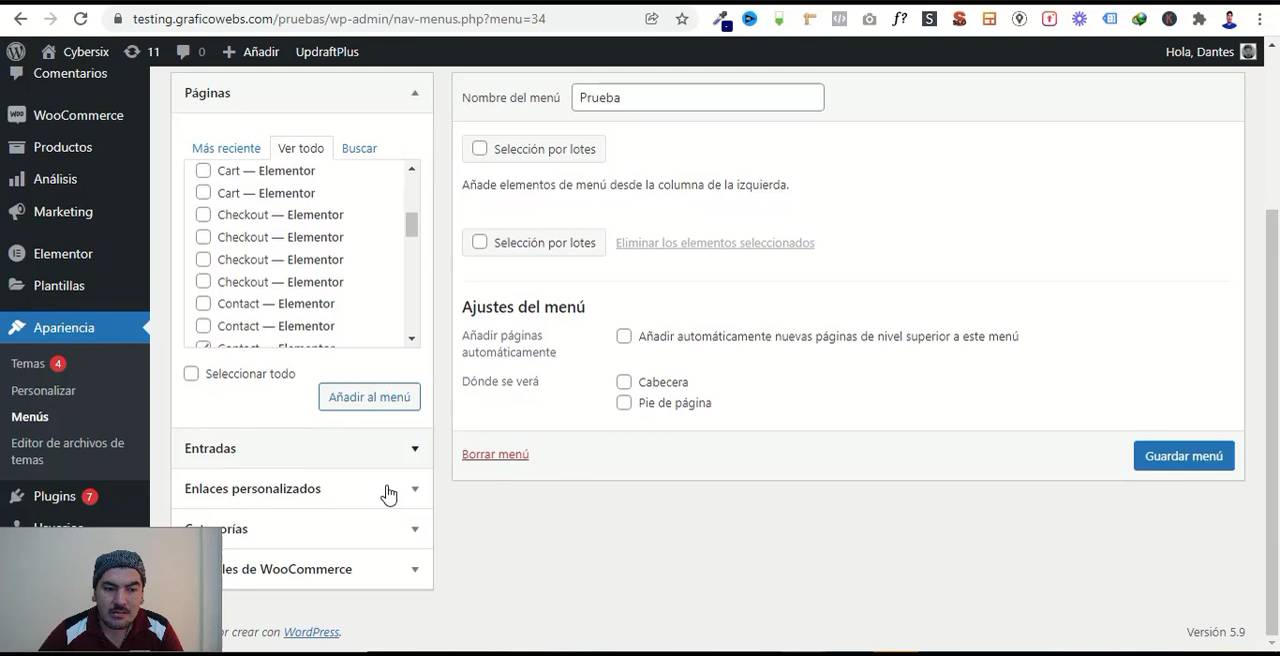 testing.graficowebs.com/pruebas/wp-admin/nav-menus.php?menu=34
Cybersix 11 0 Añadir UpdraftPlus Hola, Dantes
Comentarios
WooCommerce
Productos
Análisis
Marketing
Elementor
Plantillas
Apariencia
Temas 4
Personalizar
Menús
Editor de archivos de
temas
Plugins 7
Páginas
Más reciente Ver todo Buscar
Cart — Elementor
Cart — Elementor
Checkout — Elementor
Checkout — Elementor
Checkout — Elementor
Checkout — Elementor
Contact — Elementor
Contact — Elementor
Contact — Elementor
Seleccionar todo
Añadir al menú
Entradas
Enlaces personalizados
les de WooCommerce
r crear con WordPress.
Nombre del menú Prueba
Selección por lotes
Añade elementos de menú desde la columna de la izquierda.
Selección por lotes Eliminar los elementos seleccionados
Ajustes del menú
Añadir páginas
automáticamente
Añadir automáticamente nuevas páginas de nivel superior a este menú
Dónde se verá
Cabecera
Pie de página
Borrar menú
Guardar menú
Versión 5.9